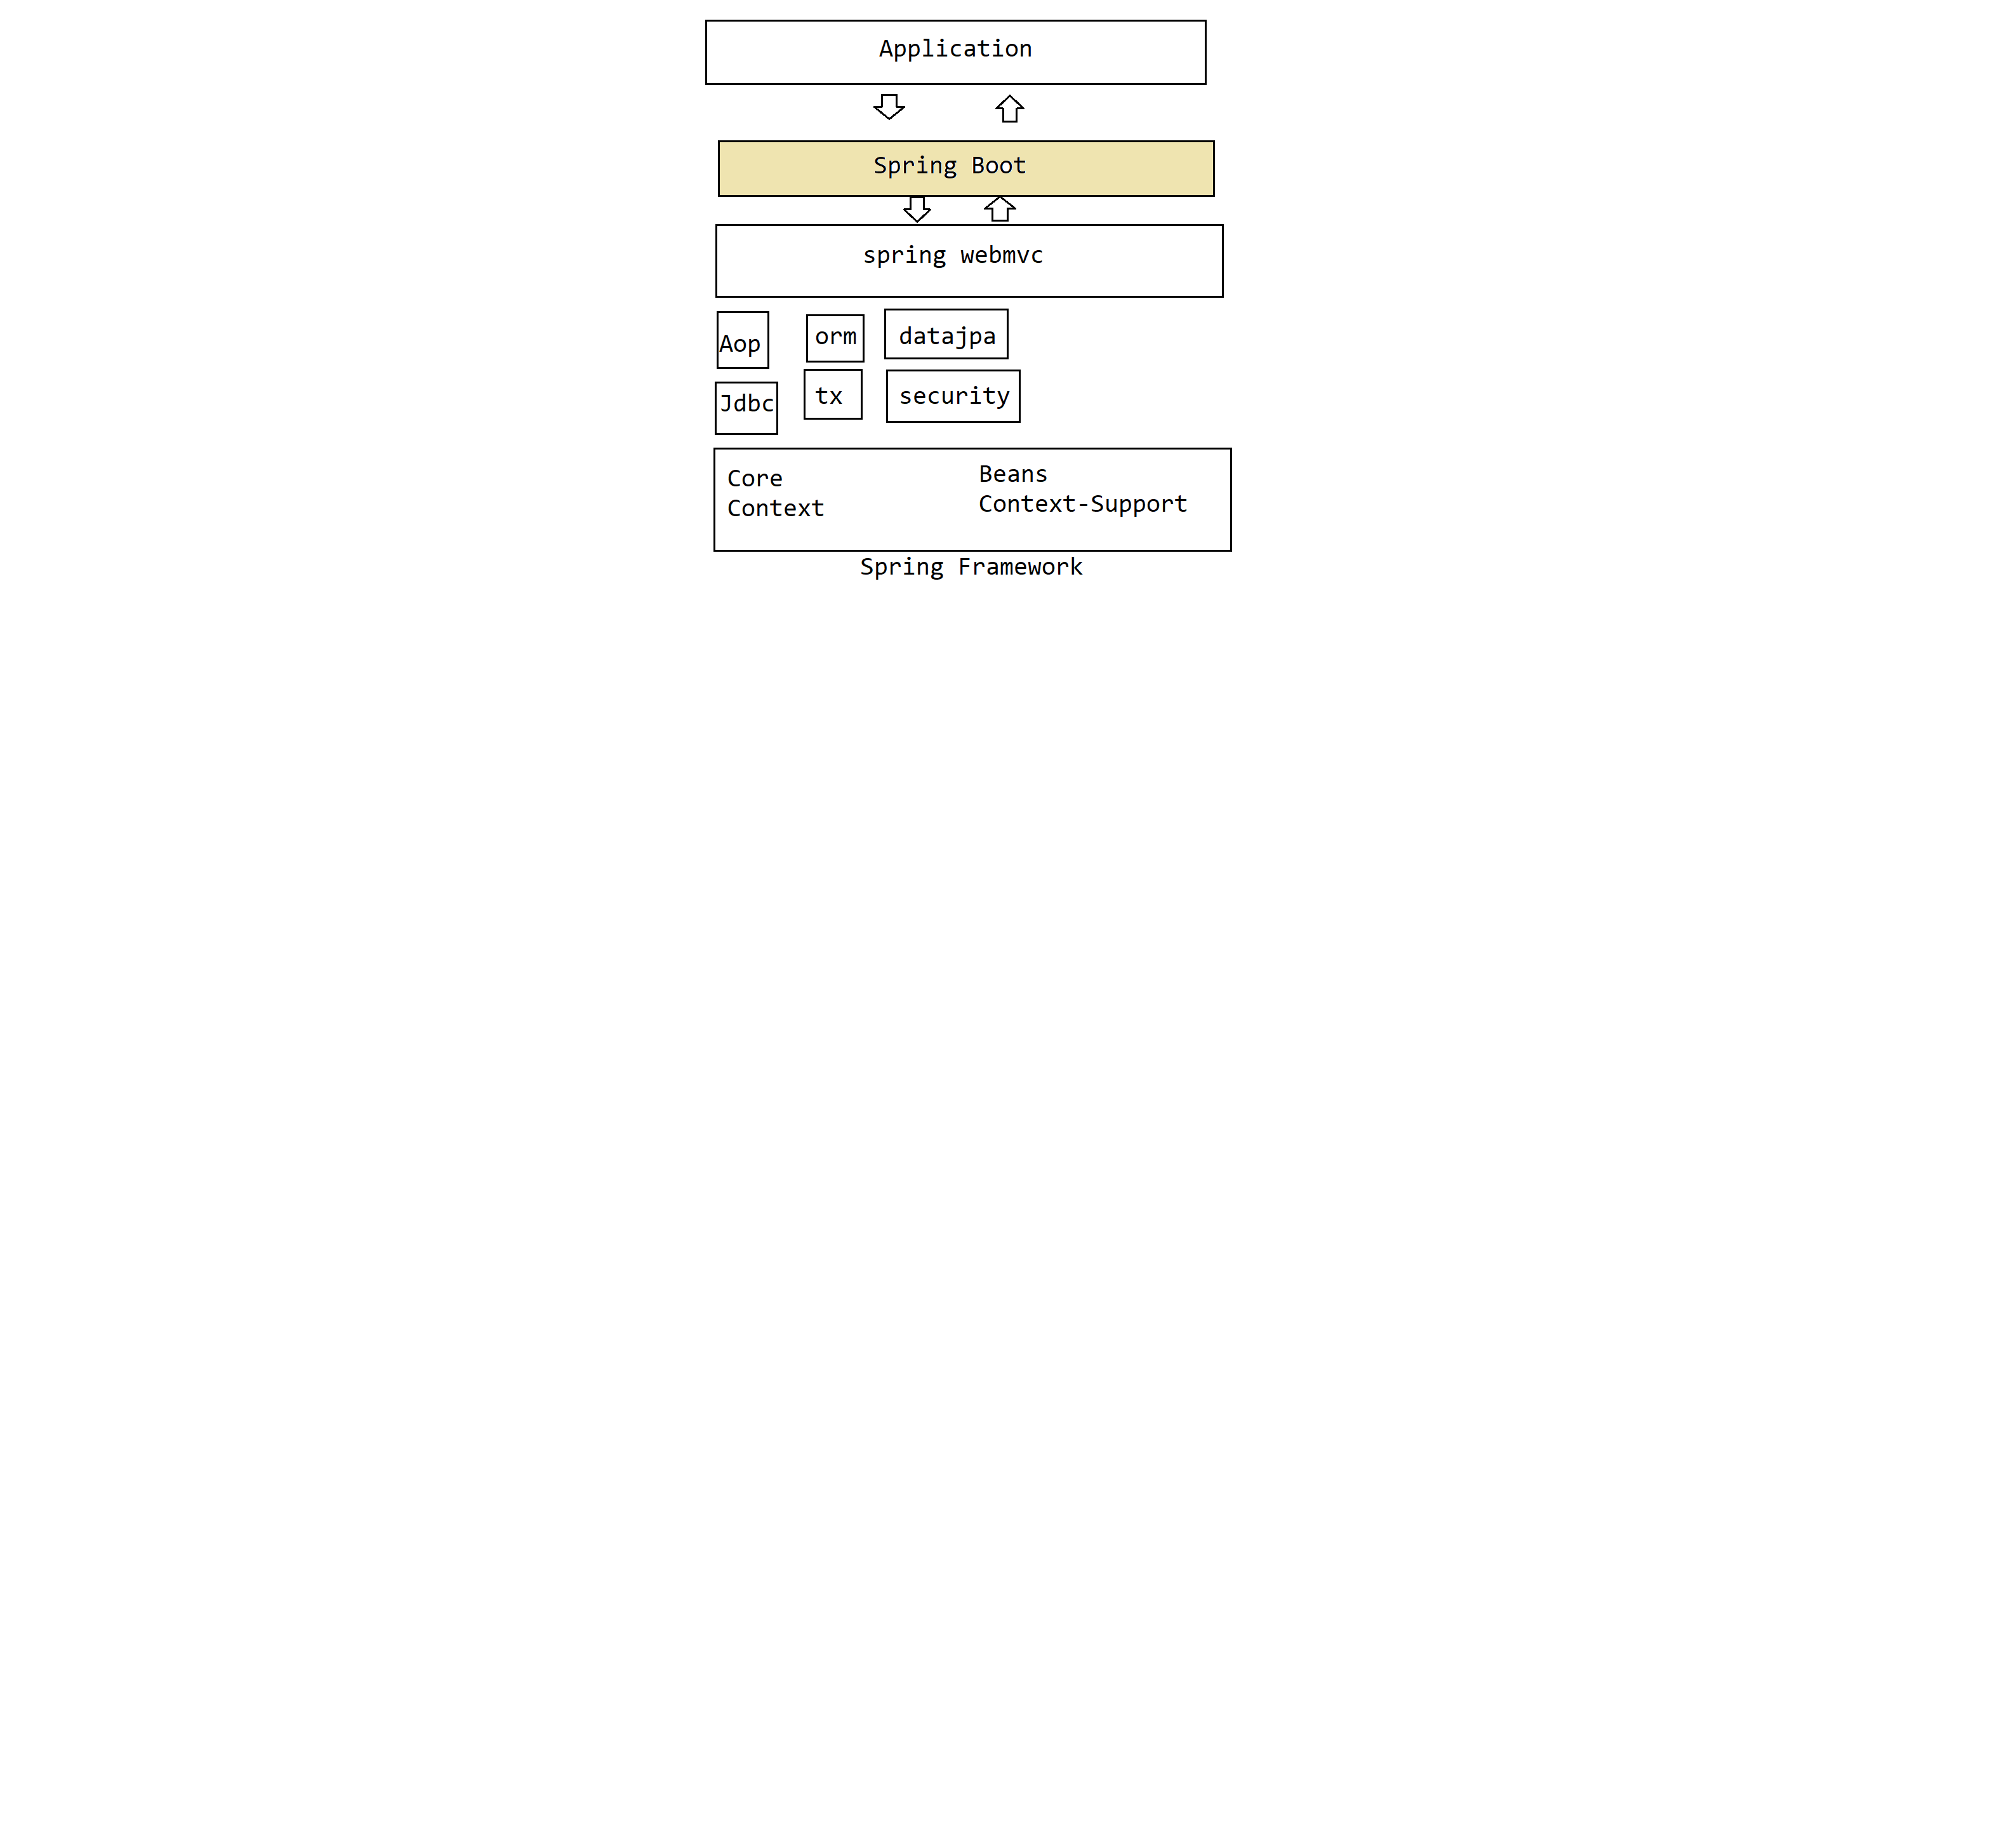 Application
Spring Boot
spring webmvc
Aop
orm
datajpa
Jdbc
tx
security
Core
Context
Beans
Context-Support
Spring Framework